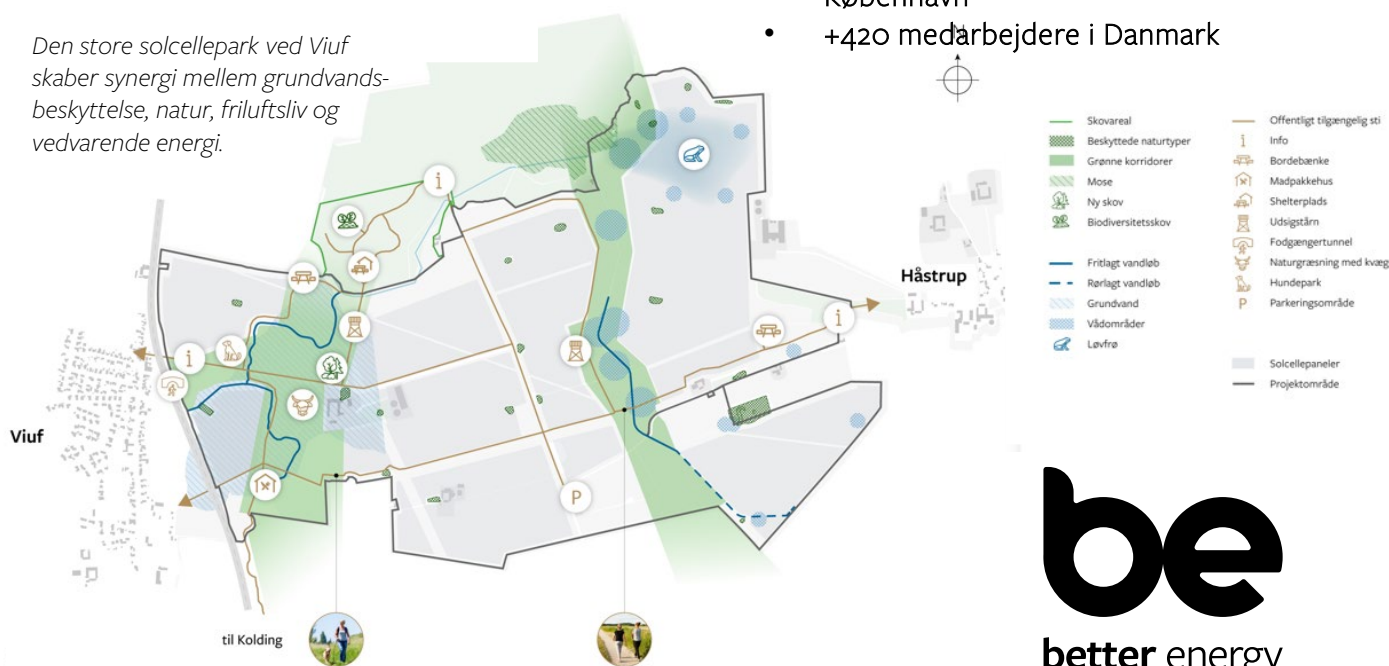 København
• +420 medarbejdere i Danmark
Den store solcellepark ved Viuf
skaber synergi mellem grundvands-
beskyttelse, natur, friluftsliv og
vedvarende energi.
N
Skovareal
Beskyttede naturtyper
Grønne korridorer
Mose
Ny skov
Biodiversitetsskov
Fritlagt vandløb
Rørlagt vandløb
Grundvand
Vådområder
Løvfrø
Offentligt tilgængelig sti
i Info
Bordebænke
Madpakkehus
Shelterplads
Udsigstårn
Fodgængertunnel
Naturgræsning med kvæg
Hundepark
P Parkeringsområde
Solcellepaneler
Projektområde
i
Håstrup
i
i
Viuf
P
til Kolding
be
better energy